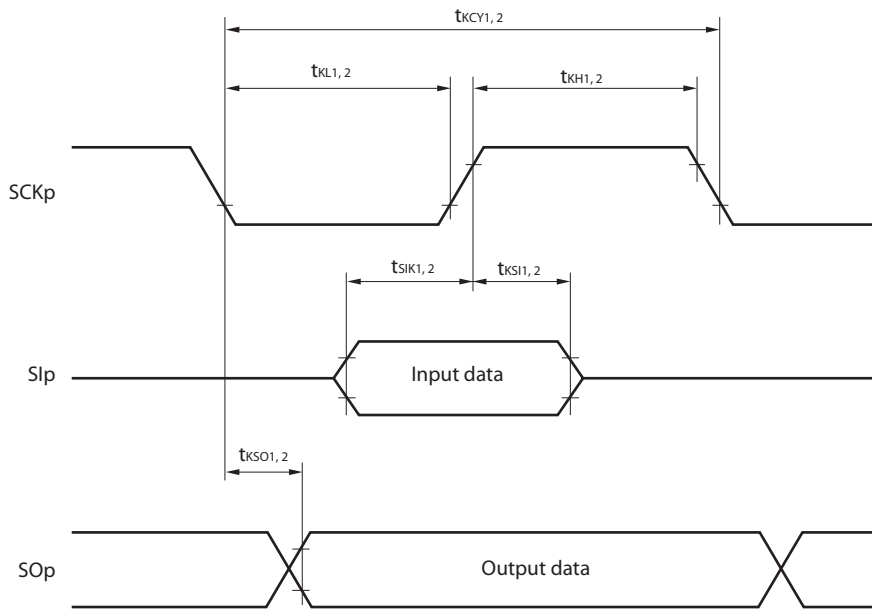 tKCY1, 2
tKL1, 2
tKH1, 2
SCKp
tSIK1, 2
tKSI1, 2
SIp
Input data
tKSO1, 2
SOp
Output data